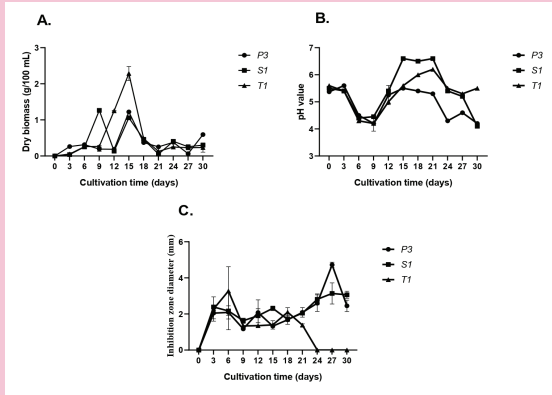 A.
Dry biomass (g/100 mL)
3
2
1
0
0 3 6 9 12 15 18 21 24 27 30
Cultivation time (days)
P3
S1
T1
B.
pH value
7
6
5
4
3
0 3 6 9 12 15 18 21 24 27 30
Cultivation time (days)
P3
S1
T1
C.
Inhibition zone diameter (mm)
6
4
2
0
0 3 6 9 12 15 18 21 24 27 30
Cultivation time (days)
P3
S1
T1